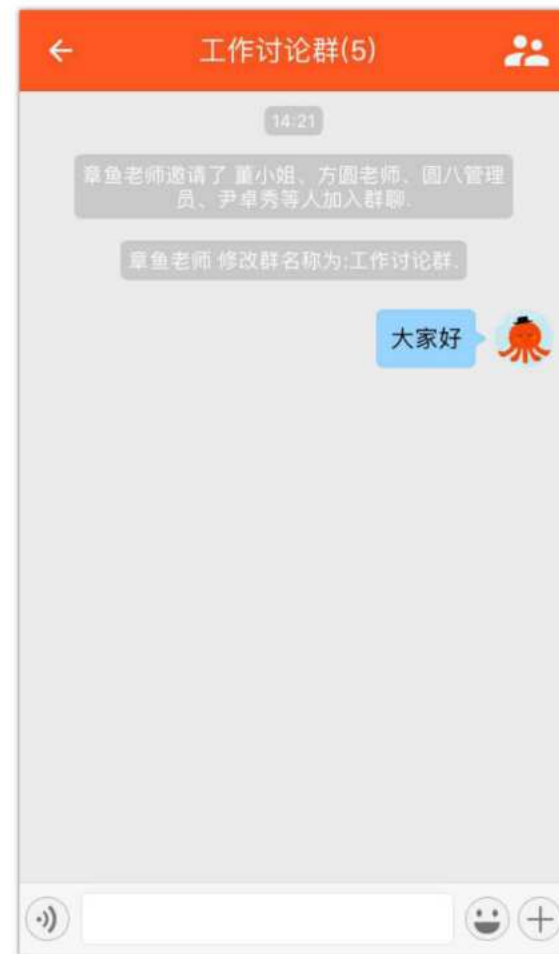 工作讨论群(5)
14:21
章鱼老师邀请了 董小姐、方圆老师、圆八管理
员、尹卓秀等人加入群聊.
章鱼老师 修改群名称为:工作讨论群.
大家好